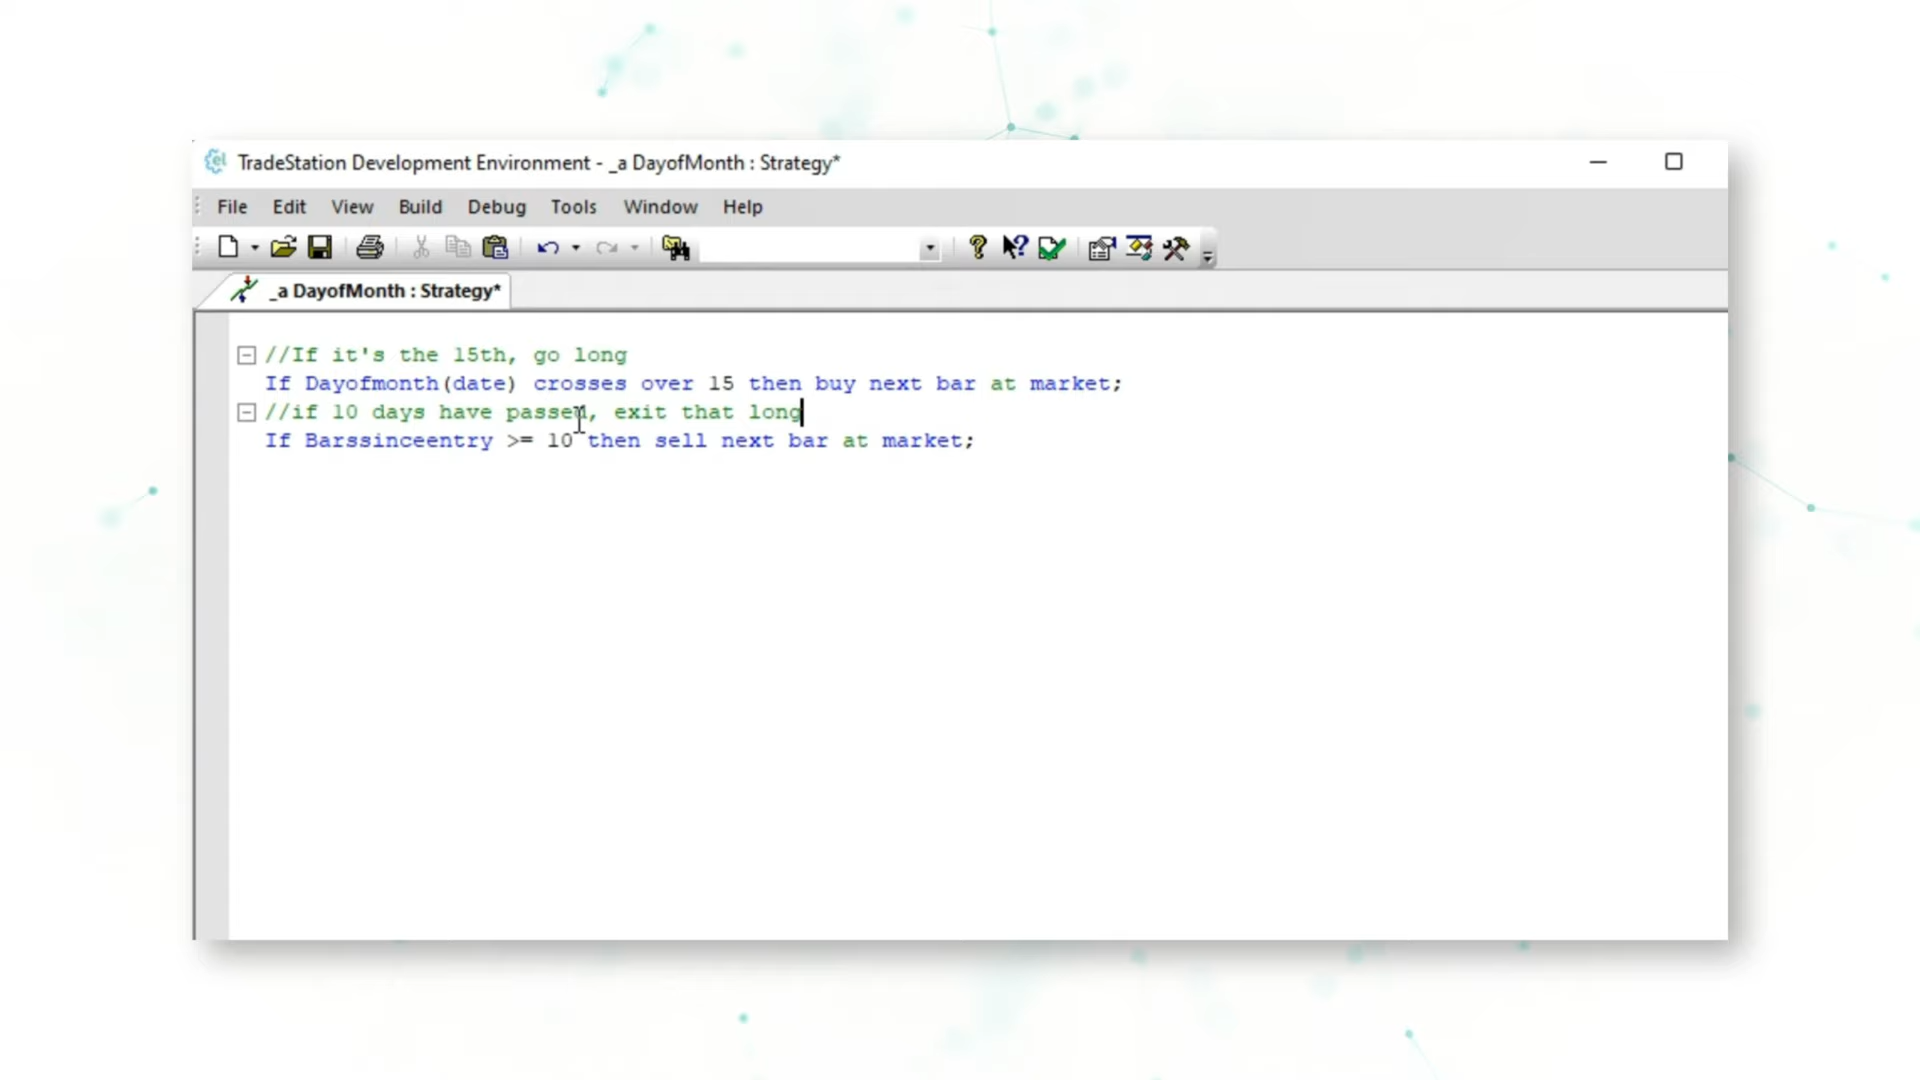 TradeStation Development Environment - _a DayofMonth : Strategy*
File Edit View Build Debug Tools Window Help
_a DayofMonth : Strategy*
//If it's the 15th, go long
If Dayofmonth(date) crosses over 15 then buy next bar at market;
//if 10 days have passed, exit that long
If Barssinceentry >= 10 then sell next bar at market;